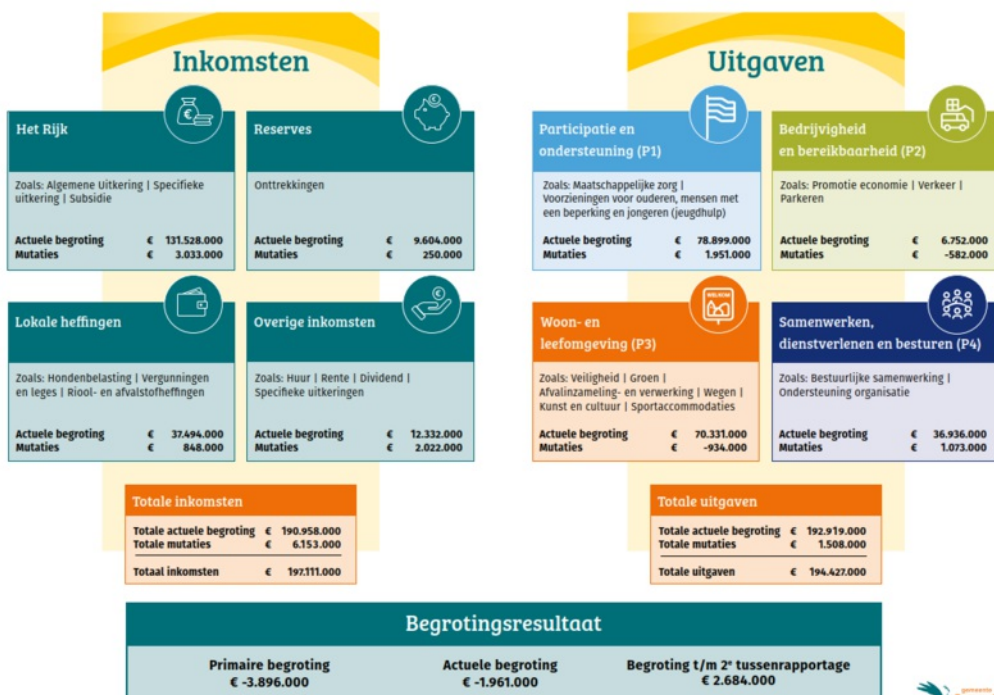 Inkomsten
Het Rijk
Zoals: Algemene Uitkering | Specifieke
uitkering | Subsidie
Actuele begroting € 131.528.000
Mutaties € 3.033.000
Reserves
Onttrekkingen
Actuele begroting € 9.604.000
Mutaties € 250.000
Lokale heffingen
Zoals: Hondenbelasting | Vergunningen
en leges | Riool- en afvalstofheffingen
Actuele begroting € 37.494.000
Mutaties € 848.000
Overige inkomsten
Zoals: Huur | Rente | Dividend |
Specifieke uitkeringen
Actuele begroting € 12.332.000
Mutaties € 2.022.000
Totale inkomsten
Totale actuele begroting € 190.958.000
Totale mutaties € 6.153.000
Totaal inkomsten € 197.111.000
Uitgaven
Participatie en
ondersteuning (P1)
Zoals: Maatschappelijke zorg |
Voorzieningen voor ouderen, mensen met
een beperking en jongeren (jeugdhulp)
Actuele begroting € 78.899.000
Mutaties € 1.951.000
Bedrijvigheid
en bereikbaarheid (P2)
Zoals: Promotie economie | Verkeer |
Parkeren
Actuele begroting € 6.752.000
Mutaties € -582.000
WELKOM
Woon- en
leefomgeving (P3)
Zoals: Veiligheid | Groen |
Afvalinzameling- en verwerking | Wegen |
Kunst en cultuur | Sportaccommodaties
Actuele begroting € 70.331.000
Mutaties € -934.000
Samenwerken,
dienstverlenen en besturen (P4)
Zoals: Bestuurlijke samenwerking |
Ondersteuning organisatie
Actuele begroting € 36.936.000
Mutaties € 1.073.000
Totale uitgaven
Totale actuele begroting € 192.919.000
Totale mutaties € 1.508.000
Totale uitgaven € 194.427.000
Begrotingsresultaat
Primaire begroting
€ -3.896.000
Actuele begroting
€ -1.961.000
Begroting t/m 2e tussenrapportage
€ 2.684.000
gemeente